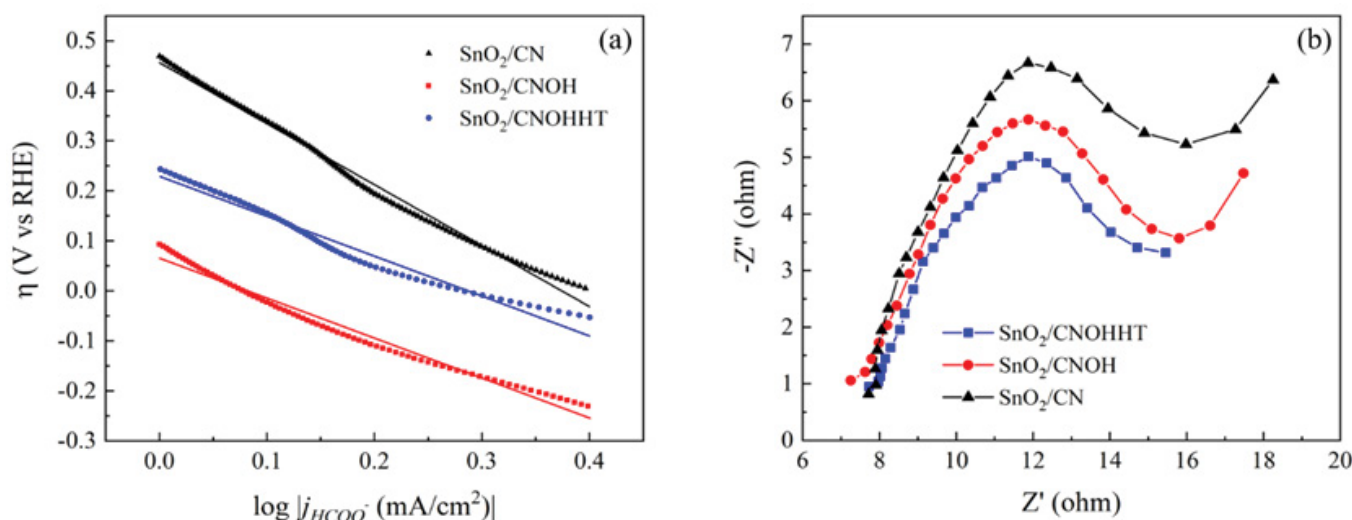 (a)
SnO₂/CN
SnO₂/CNOH
SnO₂/CNOHHT
η (V vs RHE)
0.5
0.4
0.3
0.2
0.1
0.0
-0.1
-0.2
-0.3
0.0 0.1 0.2 0.3 0.4
log |j_HCOO⁻ (mA/cm²)|
(b)
-Z" (ohm)
7
6
5
4
3
2
1
0
SnO₂/CNOHHT
SnO₂/CNOH
SnO₂/CN
6 8 10 12 14 16 18 20
Z' (ohm)